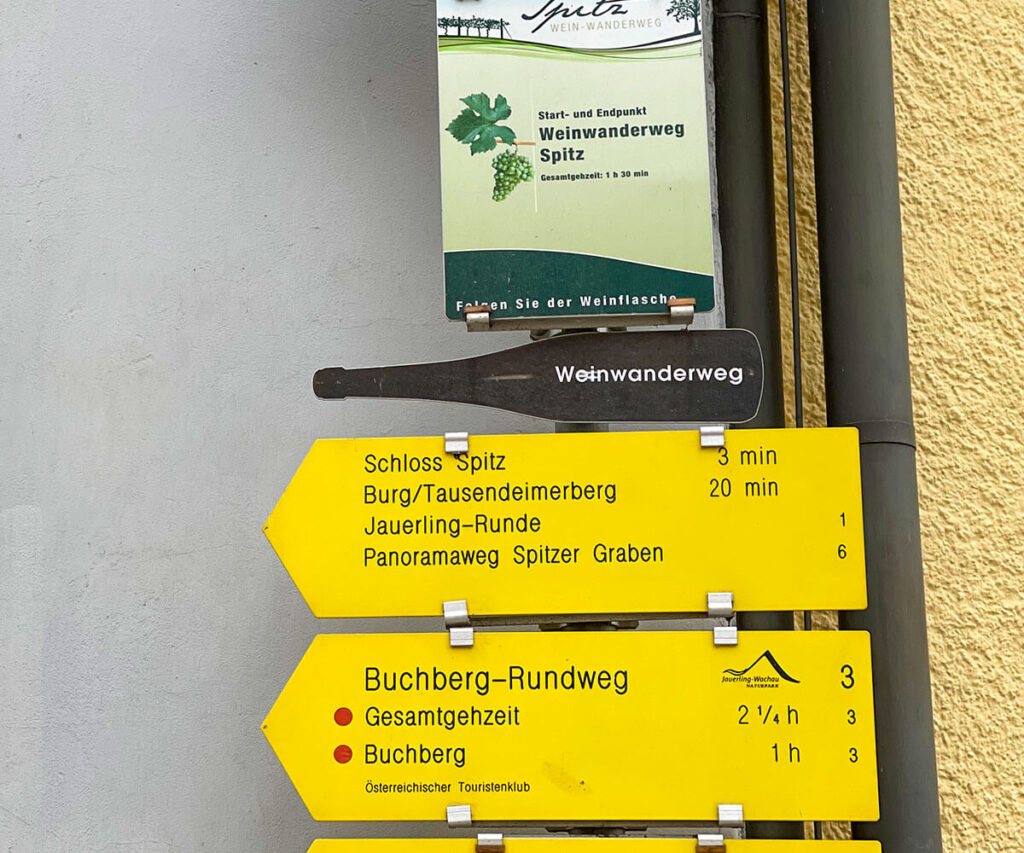 Spitz
WEIN-WANDERWEG
Start- und Endpunkt
Weinwanderweg
Spitz
Gesamtgehzeit: 1 h 30 min
Folgen Sie der Weinflasche
Weinwanderweg
Schloss Spitz 3 min
Burg/Tausendeimerberg 20 min
Jauerling-Runde 1
Panoramaweg Spitzer Graben 6
Buchberg-Rundweg Jauerling-Wachau 3
NATURPARK
Gesamtgehzeit 2 1/4 h 3
Buchberg 1 h 3
Österreichischer Touristenklub